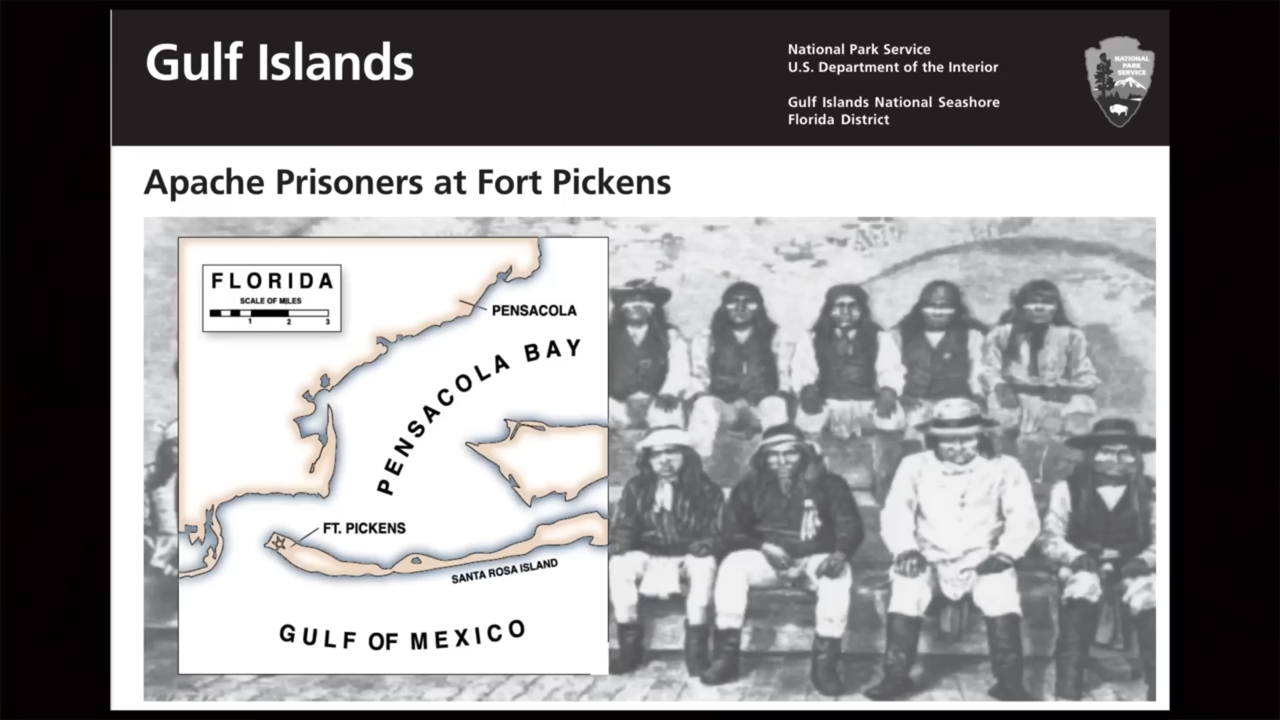 Gulf Islands
National Park Service
U.S. Department of the Interior
Gulf Islands National Seashore
Florida District
NATIONAL
PARK
SERVICE
Apache Prisoners at Fort Pickens
FLORIDA
SCALE OF MILES
1 2 3
PENSACOLA
PENSACOLA BAY
FT. PICKENS
SANTA ROSA ISLAND
GULF OF MEXICO